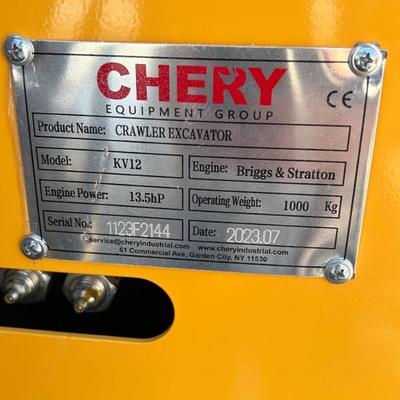 CHERY
EQUIPMENT GROUP
CE
Product Name: CRAWLER EXCAVATOR
Model: KV12 Engine: Briggs & Stratton
Engine Power: 13.5hP Operating Weight: 1000 Kg
Serial No.: 1123F2144 Date: 2023.07
service@cheryindustrial.com www.cheryindustrial.com
61 Commercial Ave, Garden City, NY 11530